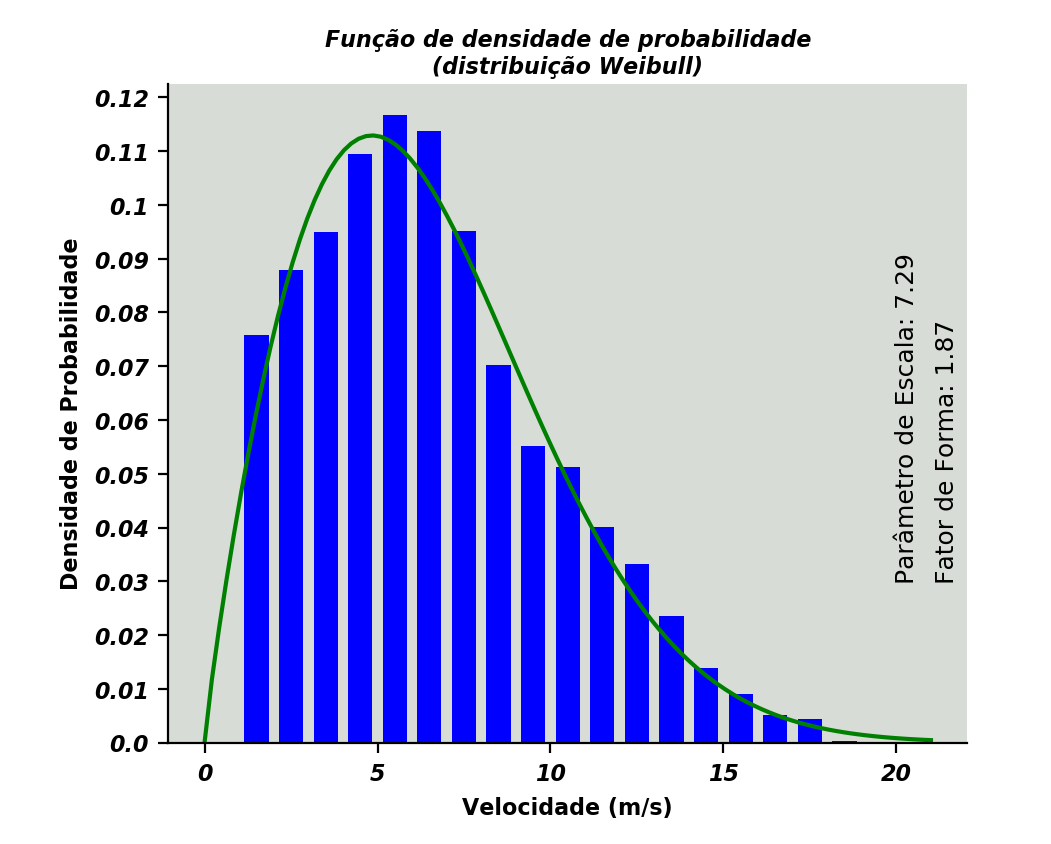 Função de densidade de probabilidade
(distribuição Weibull)
0.12
0.11
0.1
0.09
0.08
0.07
0.06
0.05
0.04
0.03
0.02
0.01
0.0
Densidade de Probabilidade
Parâmetro de Escala: 7.29
Fator de Forma: 1.87
0 5 10 15 20
Velocidade (m/s)